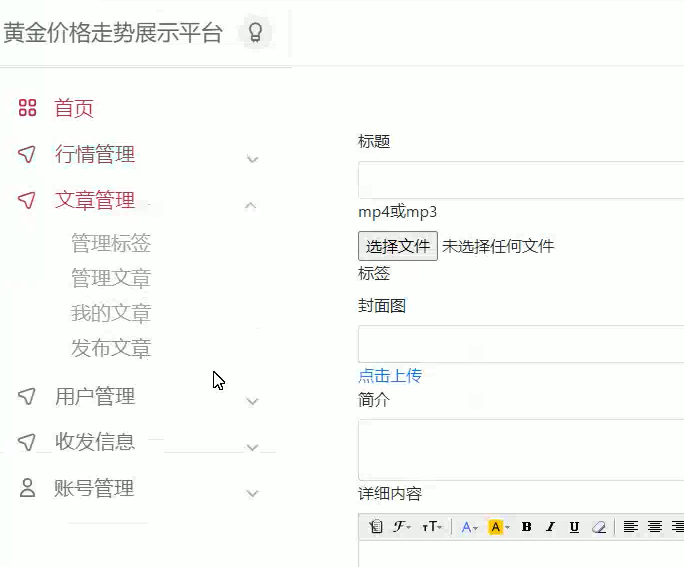 黄金价格走势展示平台
首页
行情管理
文章管理
管理标签
管理文章
我的文章
发布文章
用户管理
收发信息
账号管理
标题
mp4或mp3
选择文件 未选择任何文件
标签
封面图
点击上传
简介
详细内容